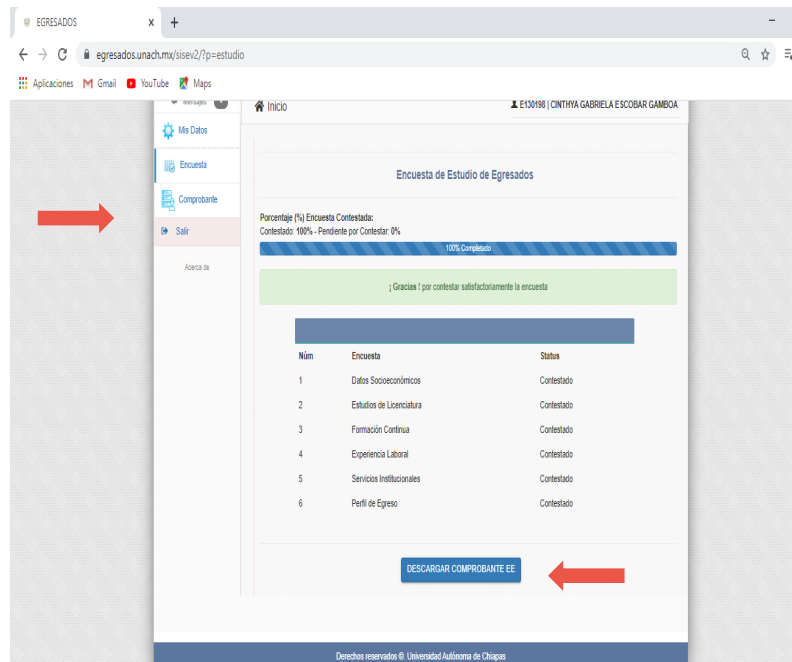 EGRESADOS
egresados.unach.mx/sisev2/?p=estudio
Aplicaciones Gmail YouTube Maps
Mensajes
Inicio
E130198 | CINTHYA GABRIELA ESCOBAR GAMBOA
Mis Datos
Encuesta
Comprobante
Salir
Acerca de
Encuesta de Estudio de Egresados
Porcentaje (%) Encuesta Contestada:
Contestado: 100% - Pendiente por Contestar: 0%
100% Completado
¡ Gracias ! por contestar satisfactoriamente la encuesta
Núm Encuesta Status
1 Datos Socioeconómicos Contestado
2 Estudios de Licenciatura Contestado
3 Formación Continua Contestado
4 Experiencia Laboral Contestado
5 Servicios Institucionales Contestado
6 Perfil de Egreso Contestado
DESCARGAR COMPROBANTE EE
Derechos reservados ©. Universidad Autónoma de Chiapas